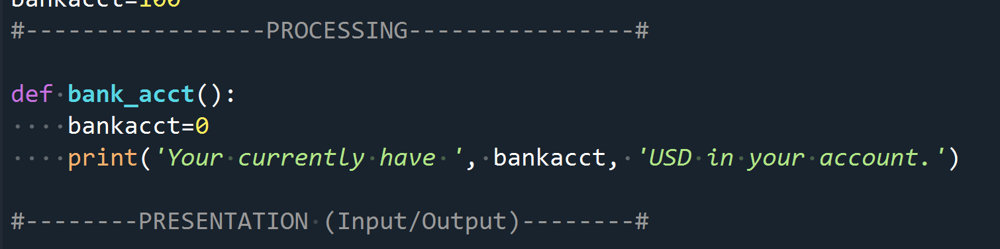 bankacct=100
#-----------------PROCESSING----------------#
def bank_acct():
bankacct=0
print('Your currently have ', bankacct, 'USD in your account.')
#--------PRESENTATION (Input/Output)--------#